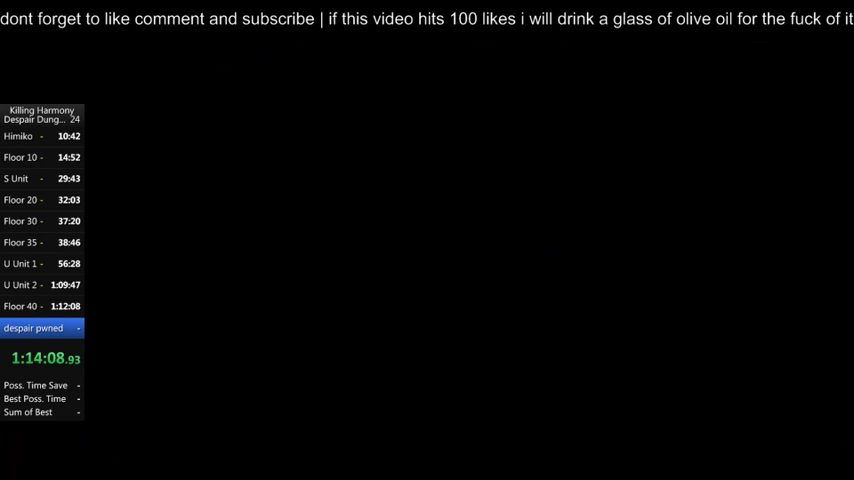 dont forget to like comment and subscribe | if this video hits 100 likes i will drink a glass of olive oil for the fuck of it
Killing Harmony
Despair Dung... 24
Himiko - 10:42
Floor 10 - 14:52
S Unit - 29:43
Floor 20 - 32:03
Floor 30 - 37:20
Floor 35 - 38:46
U Unit 1 - 56:28
U Unit 2 - 1:09:47
Floor 40 - 1:12:08
despair pwned -
1:14:08.93
Poss. Time Save -
Best Poss. Time -
Sum of Best -